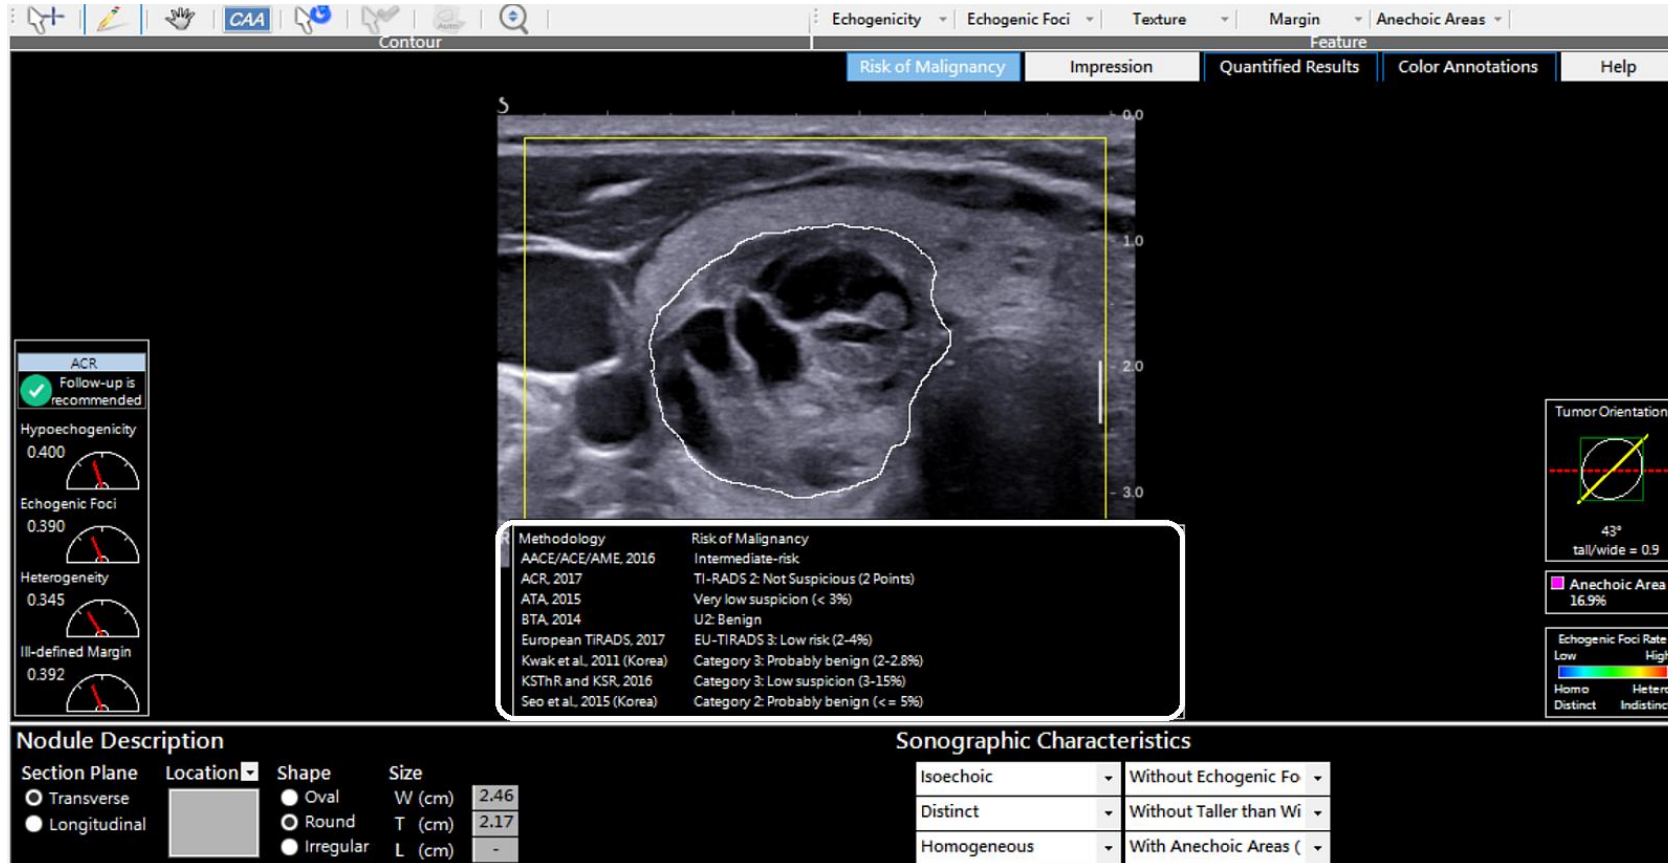 CAA
Auto
Echogenicity
Echogenic Foci
Texture
Margin
Anechoic Areas
Contour
Feature
Risk of Malignancy
Impression
Quantified Results
Color Annotations
Help
S
0.0
1.0
2.0
3.0
ACR
Follow-up is
recommended
Hypoechogenicity
0.400
Echogenic Foci
0.390
Heterogeneity
0.345
Ill-defined Margin
0.392
R
Methodology Risk of Malignancy
AACE/ACE/AME, 2016 Intermediate-risk
ACR, 2017 TI-RADS 2: Not Suspicious (2 Points)
ATA, 2015 Very low suspicion (< 3%)
BTA, 2014 U2: Benign
European TiRADS, 2017 EU-TIRADS 3: Low risk (2-4%)
Kwak et al., 2011 (Korea) Category 3: Probably benign (2-2.8%)
KSThR and KSR, 2016 Category 3: Low suspicion (3-15%)
Seo et al., 2015 (Korea) Category 2: Probably benign (<= 5%)
Tumor Orientation
43°
tall/wide = 0.9
Anechoic Area
16.9%
Echogenic Foci Rate
Low High
Homo Hetero
Distinct Indistinct
Nodule Description
Section Plane Location Shape Size
Transverse Oval W (cm) 2.46
Longitudinal Round T (cm) 2.17
Irregular L (cm) -
Sonographic Characteristics
Isoechoic Without Echogenic Fo
Distinct Without Taller than Wi
Homogeneous With Anechoic Areas (